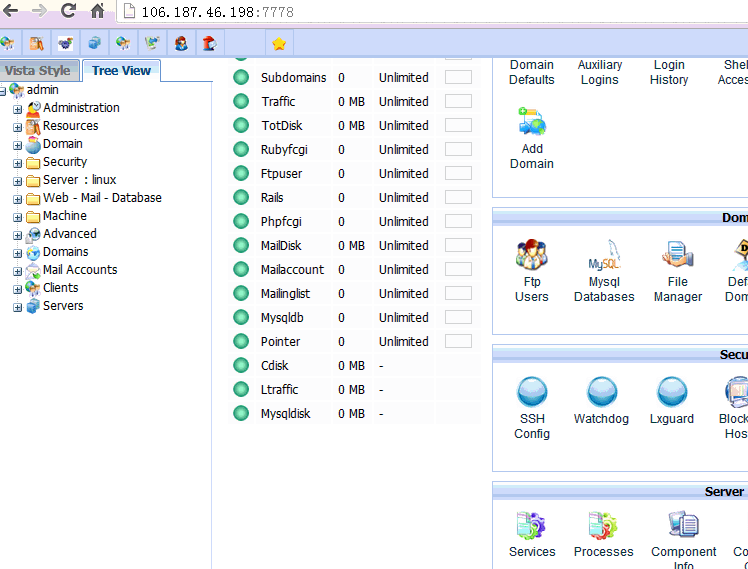 106.187.46.198:7778
Vista Style
Tree View
admin
Administration
Resources
Domain
Security
Server : linux
Web - Mail - Database
Machine
Advanced
Domains
Mail Accounts
Clients
Servers
Subdomains 0 Unlimited
Traffic 0 MB Unlimited
TotDisk 0 MB Unlimited
Rubyfcgi 0 Unlimited
Ftpuser 0 Unlimited
Rails 0 Unlimited
Phpfcgi 0 Unlimited
MailDisk 0 MB Unlimited
Mailaccount 0 Unlimited
Mailinglist 0 Unlimited
Mysqldb 0 Unlimited
Pointer 0 Unlimited
Cdisk 0 MB -
Ltraffic 0 MB -
Mysqldisk 0 MB -
Domain Auxiliary Login Shel
Defaults Logins History Acces
Add
Domain
Dom
MySQL
Ftp Mysql File Def
Users Databases Manager Dom
Secu
SSH Watchdog Lxguard Block
Config Hos
Server
Services Processes Component Co
Info